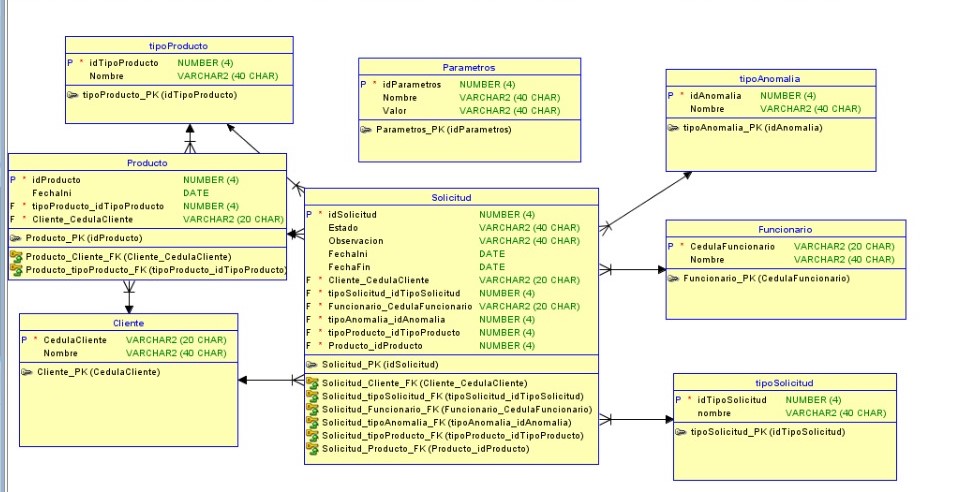 tipoProducto
P * idTipoProducto NUMBER (4)
Nombre VARCHAR2 (40 CHAR)
tipoProducto_PK (idTipoProducto)
Parametros
P * idParametros NUMBER (4)
Nombre VARCHAR2 (40 CHAR)
Valor VARCHAR2 (40 CHAR)
Parametros_PK (idParametros)
tipoAnomalia
P * idAnomalia NUMBER (4)
Nombre VARCHAR2 (40 CHAR)
tipoAnomalia_PK (idAnomalia)
Producto
P * idProducto NUMBER (4)
FechaIni DATE
F * tipoProducto_idTipoProducto NUMBER (4)
F * Cliente_CedulaCliente VARCHAR2 (20 CHAR)
Producto_PK (idProducto)
Producto_Cliente_FK (Cliente_CedulaCliente)
Producto_tipoProducto_FK (tipoProducto_idTipoProducto)
Solicitud
P * idSolicitud NUMBER (4)
Estado VARCHAR2 (40 CHAR)
Observacion VARCHAR2 (40 CHAR)
FechaIni DATE
FechaFin DATE
F * Cliente_CedulaCliente VARCHAR2 (20 CHAR)
F * tipoSolicitud_idTipoSolicitud NUMBER (4)
F * Funcionario_CedulaFuncionario VARCHAR2 (20 CHAR)
F * tipoAnomalia_idAnomalia NUMBER (4)
F * tipoProducto_idTipoProducto NUMBER (4)
F * Producto_idProducto NUMBER (4)
Solicitud_PK (idSolicitud)
Solicitud_Cliente_FK (Cliente_CedulaCliente)
Solicitud_tipoSolicitud_FK (tipoSolicitud_idTipoSolicitud)
Solicitud_Funcionario_FK (Funcionario_CedulaFuncionario)
Solicitud_tipoAnomalia_FK (tipoAnomalia_idAnomalia)
Solicitud_tipoProducto_FK (tipoProducto_idTipoProducto)
Solicitud_Producto_FK (Producto_idProducto)
Funcionario
P * CedulaFuncionario VARCHAR2 (20 CHAR)
Nombre VARCHAR2 (40 CHAR)
Funcionario_PK (CedulaFuncionario)
Cliente
P * CedulaCliente VARCHAR2 (20 CHAR)
Nombre VARCHAR2 (40 CHAR)
Cliente_PK (CedulaCliente)
tipoSolicitud
P * idTipoSolicitud NUMBER (4)
nombre VARCHAR2 (40 CHAR)
tipoSolicitud_PK (idTipoSolicitud)